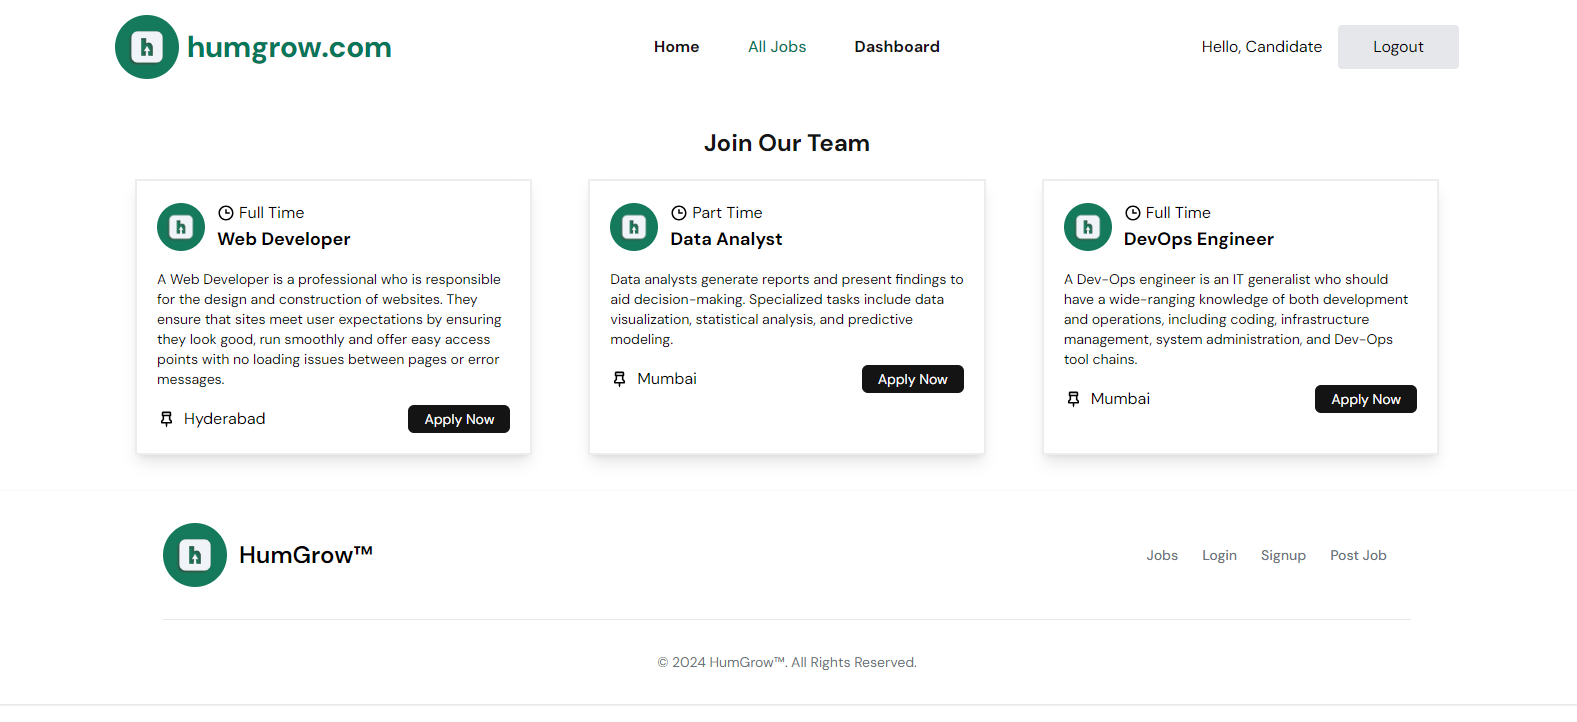 humgrow.com
Home All Jobs Dashboard
Hello, Candidate Logout
Join Our Team
Full Time
Web Developer
A Web Developer is a professional who is responsible
for the design and construction of websites. They
ensure that sites meet user expectations by ensuring
they look good, run smoothly and offer easy access
points with no loading issues between pages or error
messages.
Hyderabad Apply Now
Part Time
Data Analyst
Data analysts generate reports and present findings to
aid decision-making. Specialized tasks include data
visualization, statistical analysis, and predictive
modeling.
Mumbai Apply Now
Full Time
DevOps Engineer
A Dev-Ops engineer is an IT generalist who should
have a wide-ranging knowledge of both development
and operations, including coding, infrastructure
management, system administration, and Dev-Ops
tool chains.
Mumbai Apply Now
HumGrow™
Jobs Login Signup Post Job
© 2024 HumGrow™. All Rights Reserved.